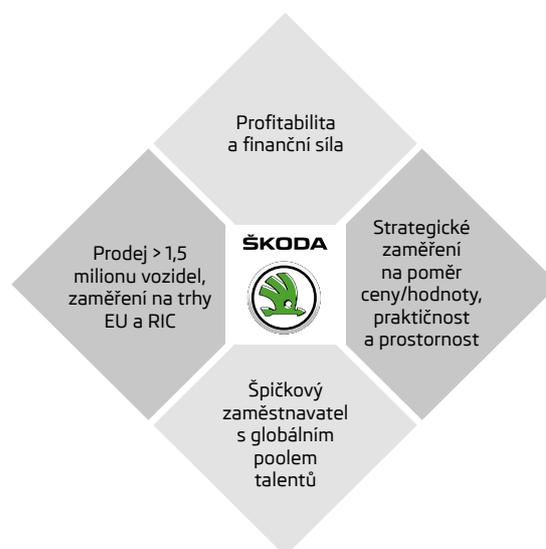 Profitabilita
a finanční síla
Prodej > 1,5
milionu vozidel,
zaměření na trhy
EU a RIC
ŠKODA
Strategické
zaměření
na poměr
ceny/hodnoty,
praktičnost
a prostornost
Špičkový
zaměstnavatel
s globálním
poolem
talentů